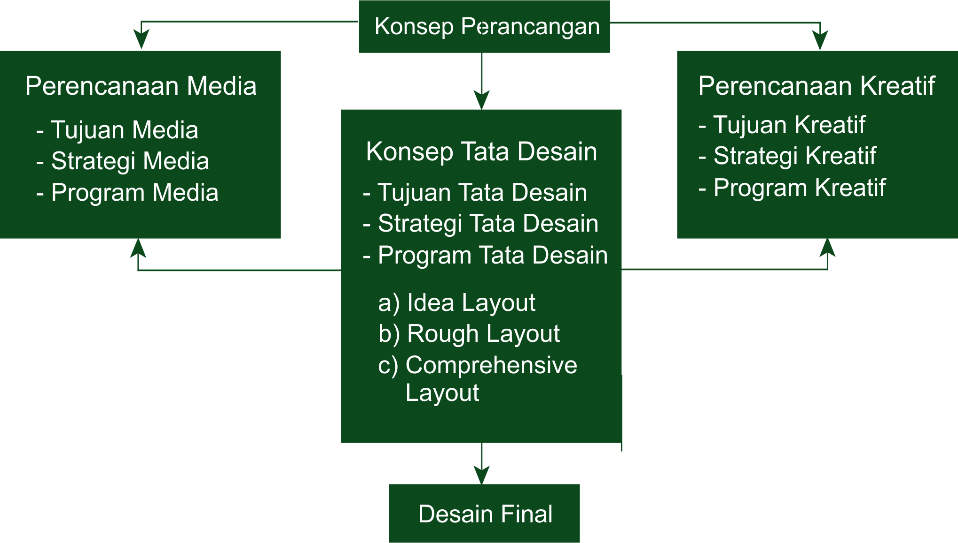 Konsep Perancangan
Perencanaan Media
- Tujuan Media
- Strategi Media
- Program Media
Konsep Tata Desain
- Tujuan Tata Desain
- Strategi Tata Desain
- Program Tata Desain
a) Idea Layout
b) Rough Layout
c) Comprehensive
Layout
Perencanaan Kreatif
- Tujuan Kreatif
- Strategi Kreatif
- Program Kreatif
Desain Final